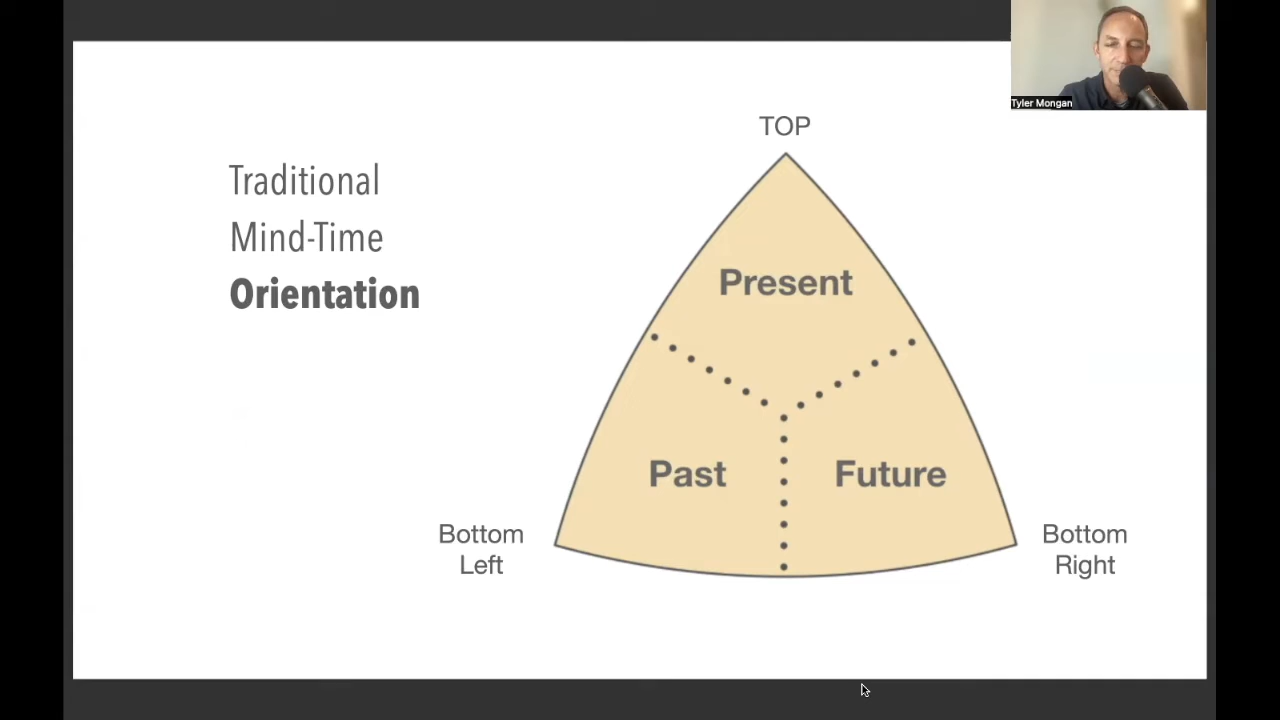 Tyler Mongan
TOP
Traditional
Mind-Time
Orientation
Present
Past
Future
Bottom
Left
Bottom
Right